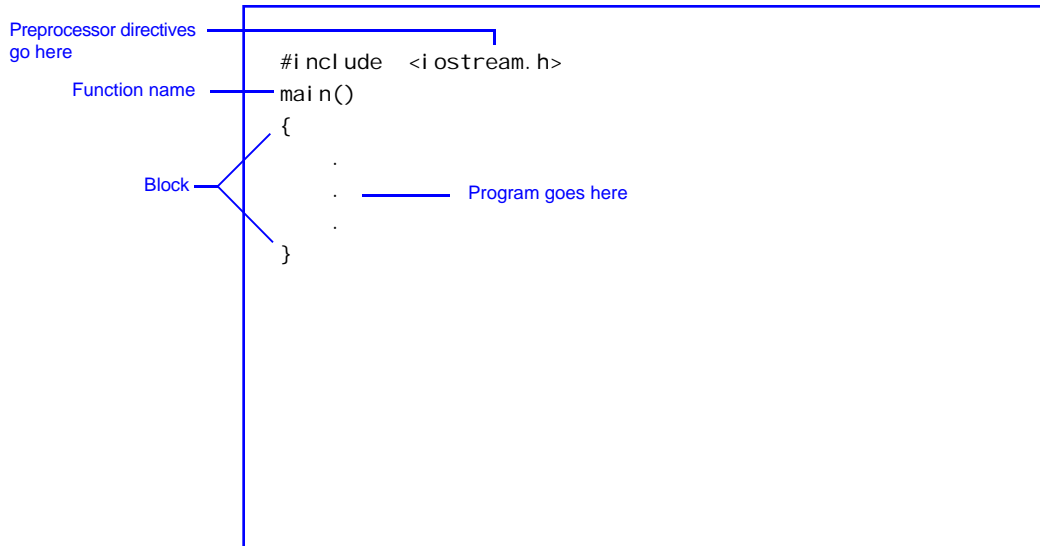 Preprocessor directives
go here
#include <iostream.h>
Function name
main()
{
.
Block
.
Program goes here
.
}